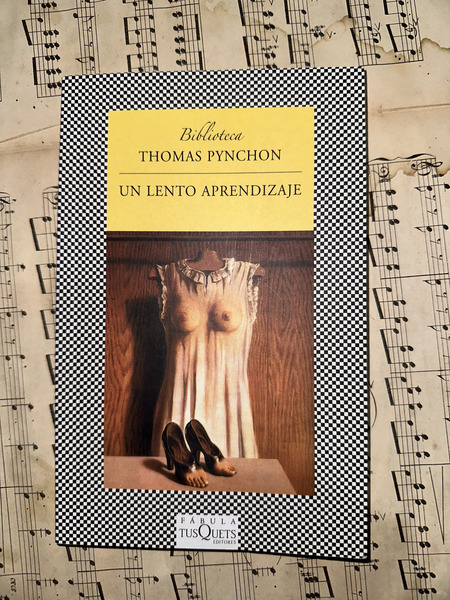 Biblioteca
THOMAS PYNCHON
UN LENTO APRENDIZAJE
FÁBULA
TUSQUETS
EDITORES